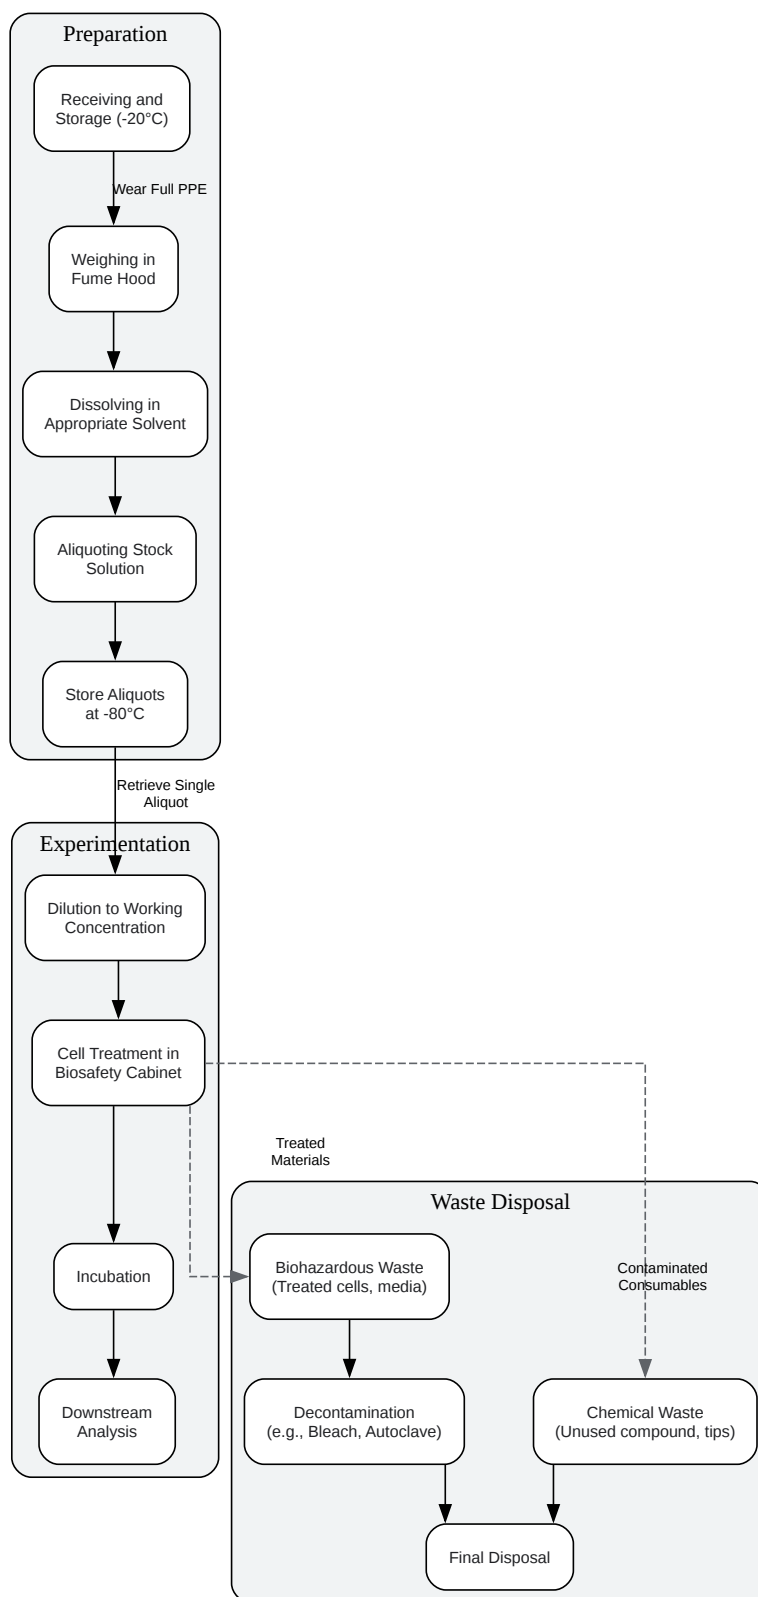 Preparation
Receiving and
Storage (-20°C)
Wear Full PPE
Weighing in
Fume Hood
Dissolving in
Appropriate Solvent
Aliquoting Stock
Solution
Store Aliquots
at -80°C
Retrieve Single
Aliquot
Experimentation
Dilution to Working
Concentration
Cell Treatment in
Biosafety Cabinet
Treated
Materials
Waste Disposal
Incubation
Biohazardous Waste
(Treated cells, media)
Contaminated
Consumables
Downstream
Analysis
Decontamination
(e.g., Bleach, Autoclave)
Chemical Waste
(Unused compound, tips)
Final Disposal